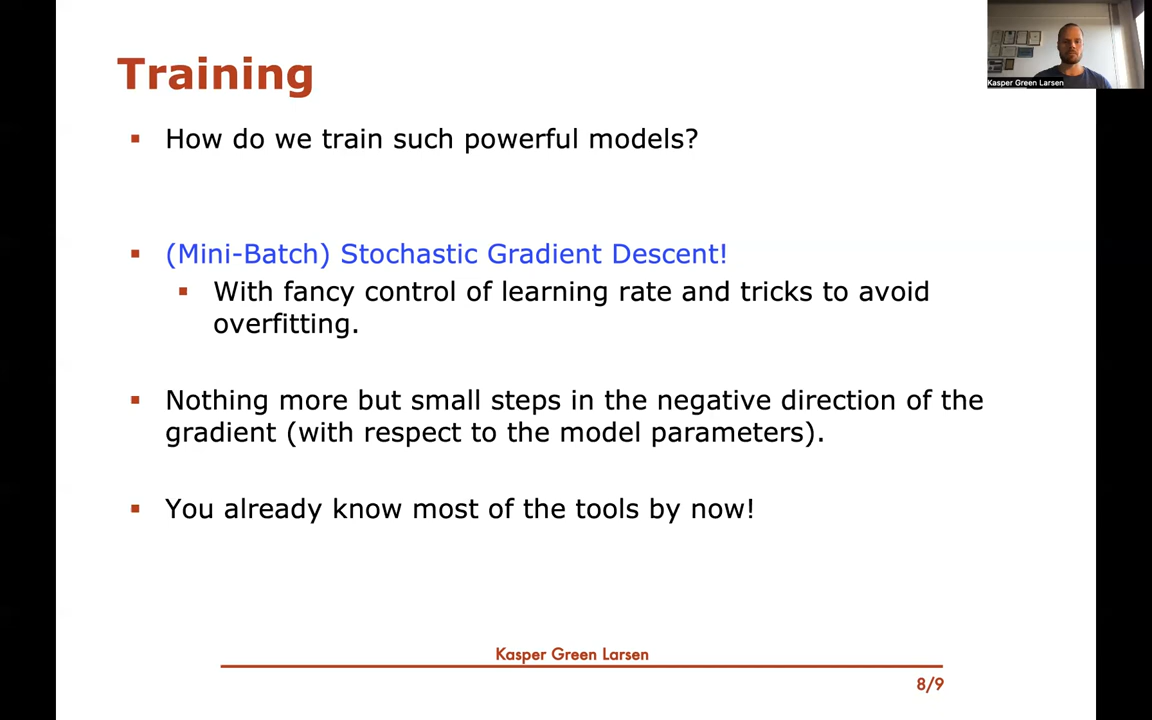 Training
Kasper Green Larsen
▪ How do we train such powerful models?
▪ (Mini-Batch) Stochastic Gradient Descent!
▪ With fancy control of learning rate and tricks to avoid
overfitting.
▪ Nothing more but small steps in the negative direction of the
gradient (with respect to the model parameters).
▪ You already know most of the tools by now!
Kasper Green Larsen
8/9